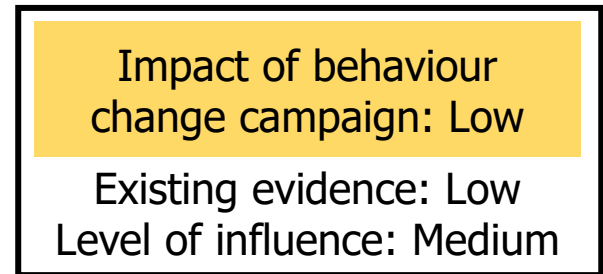 Impact of behaviour
change campaign: Low
Existing evidence: Low
Level of influence: Medium